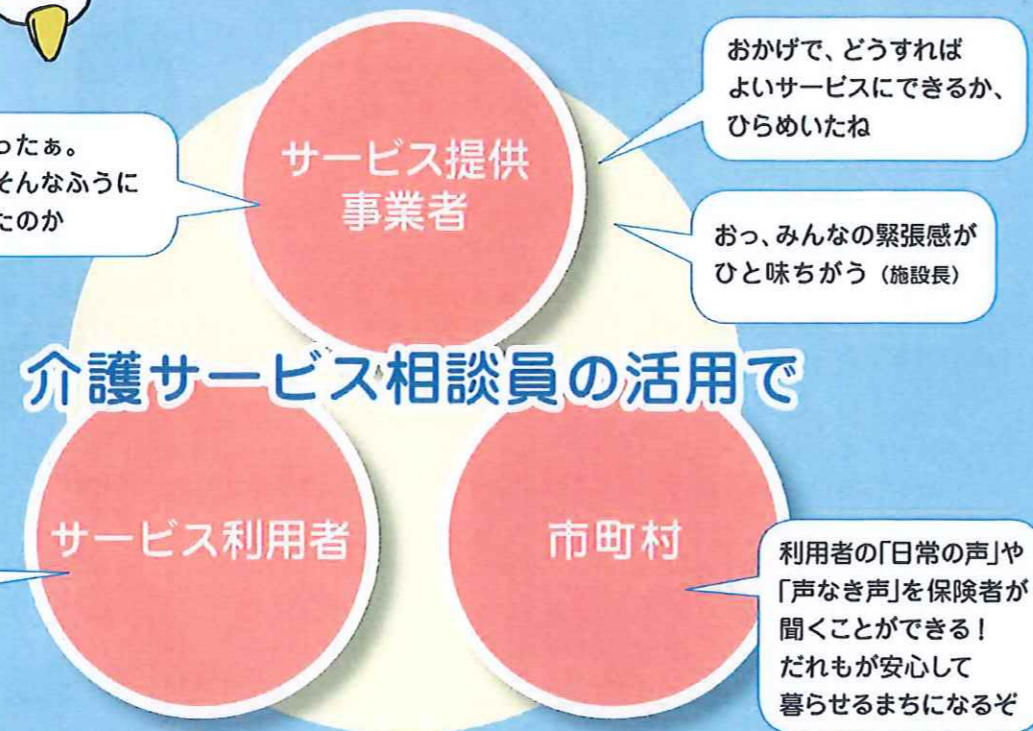 おかげで、どうすれば
よいサービスにできるか、
ひらめいたね
ったぁ。
そんなふうに
たのか
サービス提供
事業者
おっ、みんなの緊張感が
ひと味ちがう（施設長）
介護サービス相談員の活用で
サービス利用者
市町村
利用者の「日常の声」や
「声なき声」を保険者が
聞くことができる！
だれもが安心して
暮らせるまちになるぞ